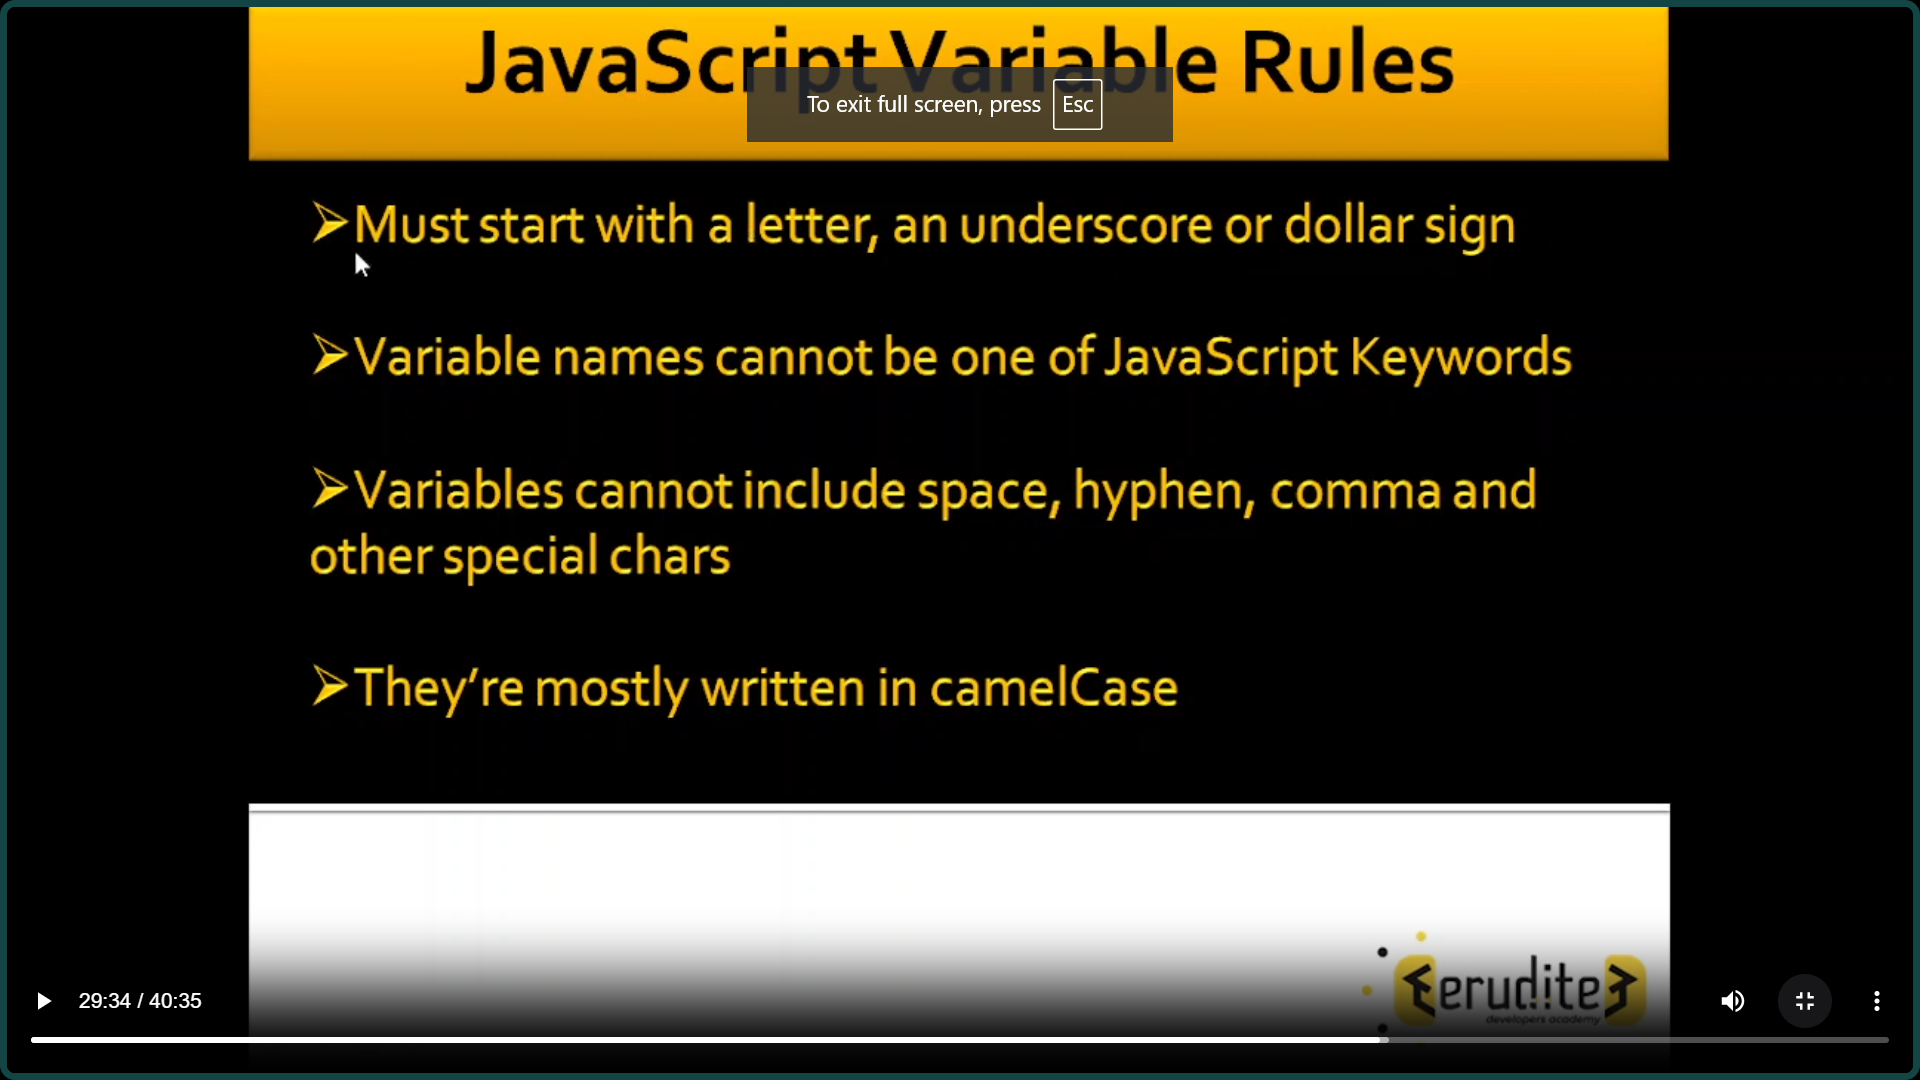 JavaScript Variable Rules
To exit full screen, press Esc
➢Must start with a letter, an underscore or dollar sign
➢Variable names cannot be one of JavaScript Keywords
➢Variables cannot include space, hyphen, comma and
other special chars
➢They're mostly written in camelCase
erudite
developers academy
29:34 / 40:35